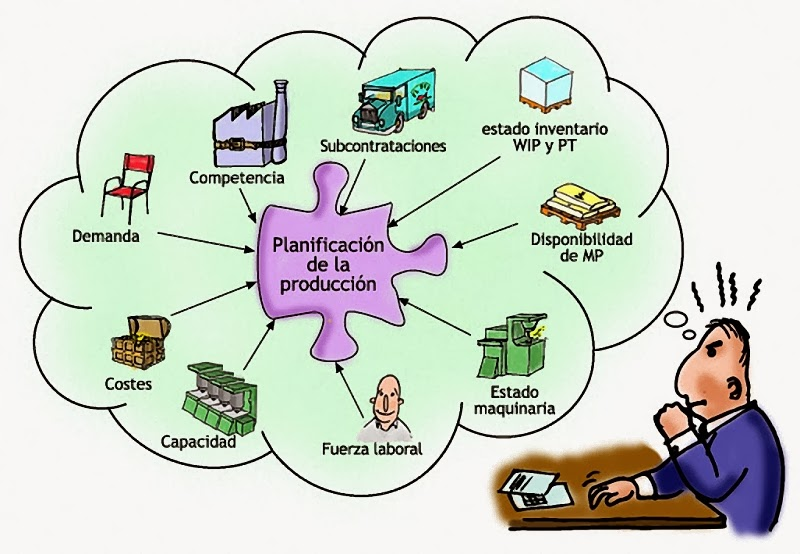 Competencia
Subcontrataciones
estado inventario
WIP y PT
Demanda
Planificación
de la
producción
Disponibilidad
de MP
Costes
Capacidad
Fuerza laboral
Estado
maquinaria